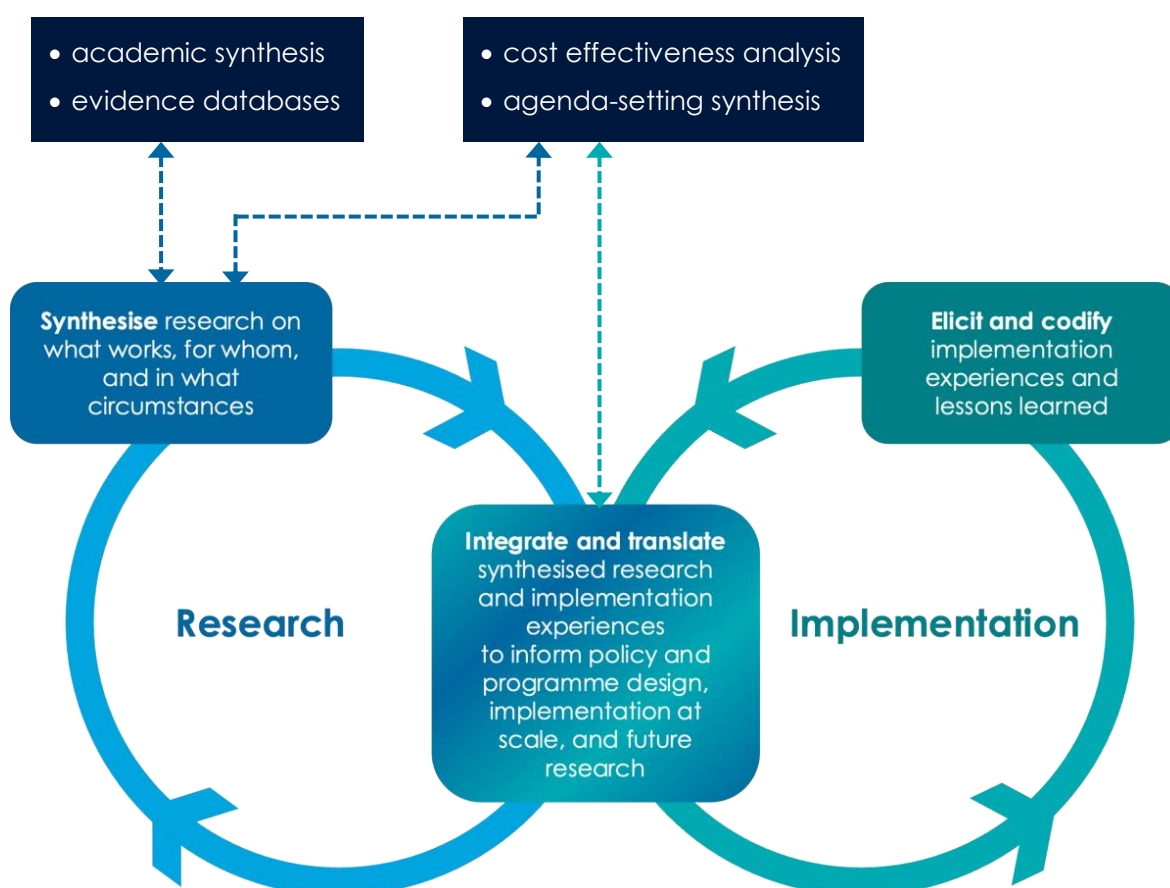 • academic synthesis
• evidence databases
• cost effectiveness analysis
• agenda-setting synthesis
Synthesise research on
what works, for whom,
and in what
circumstances
Elicit and codify
implementation
experiences and
lessons learned
Integrate and translate
synthesised research
and implementation
experiences
to inform policy and
programme design,
implementation at
scale, and future
research
Research
Implementation